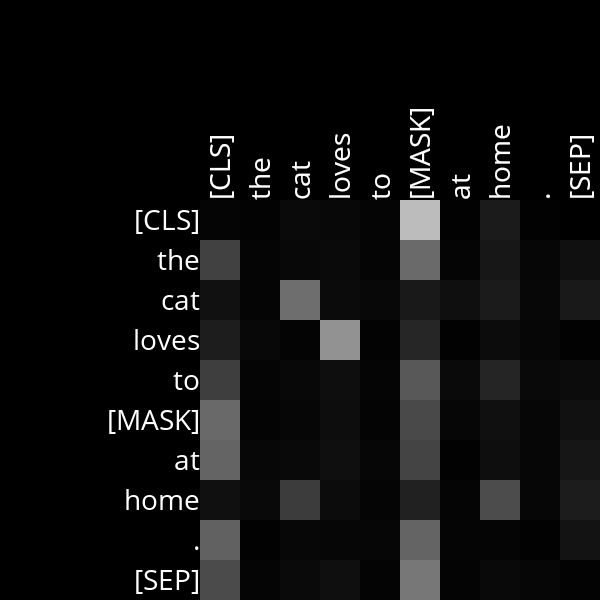 [CLS] the cat loves to [MASK] at home . [SEP]
[CLS]
the
cat
loves
to
[MASK]
at
home
.
[SEP]